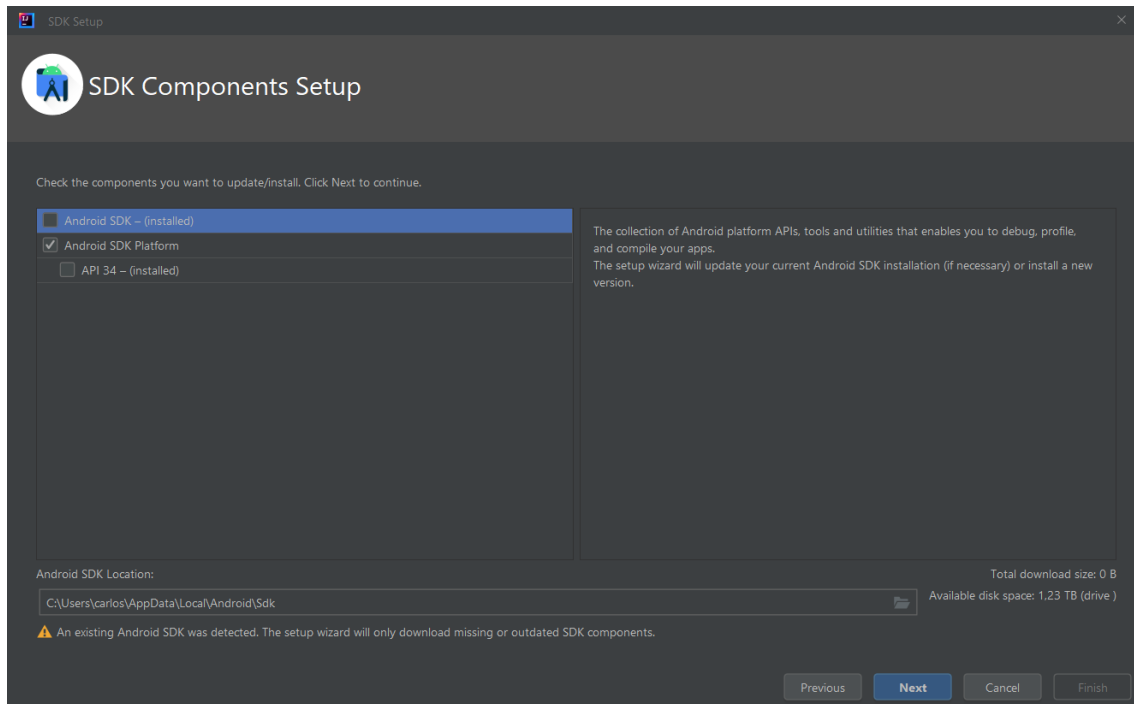 SDK Setup
SDK Components Setup
Check the components you want to update/install. Click Next to continue.
Android SDK – (installed)
Android SDK Platform
API 34 – (installed)
The collection of Android platform APIs, tools and utilities that enables you to debug, profile,
and compile your apps.
The setup wizard will update your current Android SDK installation (if necessary) or install a new
version.
Android SDK Location:
Total download size: 0 B
C:\Users\carlos\AppData\Local\Android\Sdk
Available disk space: 1,23 TB (drive )
An existing Android SDK was detected. The setup wizard will only download missing or outdated SDK components.
Previous
Next
Cancel
Finish